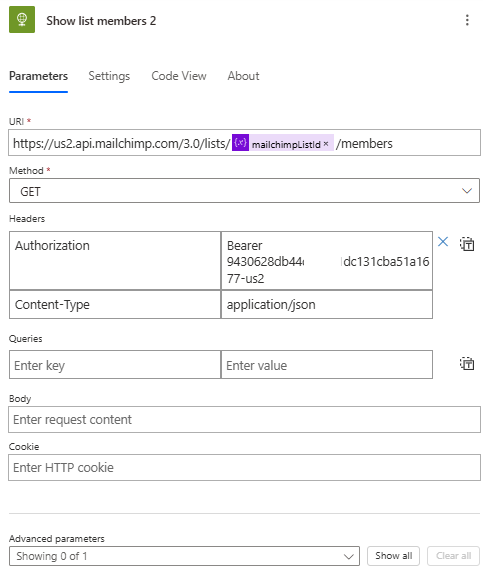 Show list members 2
Parameters Settings Code View About
URI *
https://us2.api.mailchimp.com/3.0/lists/ {x} mailchimpListId × /members
Method *
GET
Headers
Authorization Bearer
9430628db44 dc131cba51a16
77-us2
Content-Type application/json
Queries
Enter key Enter value
Body
Enter request content
Cookie
Enter HTTP cookie
Advanced parameters
Showing 0 of 1 Show all Clear all